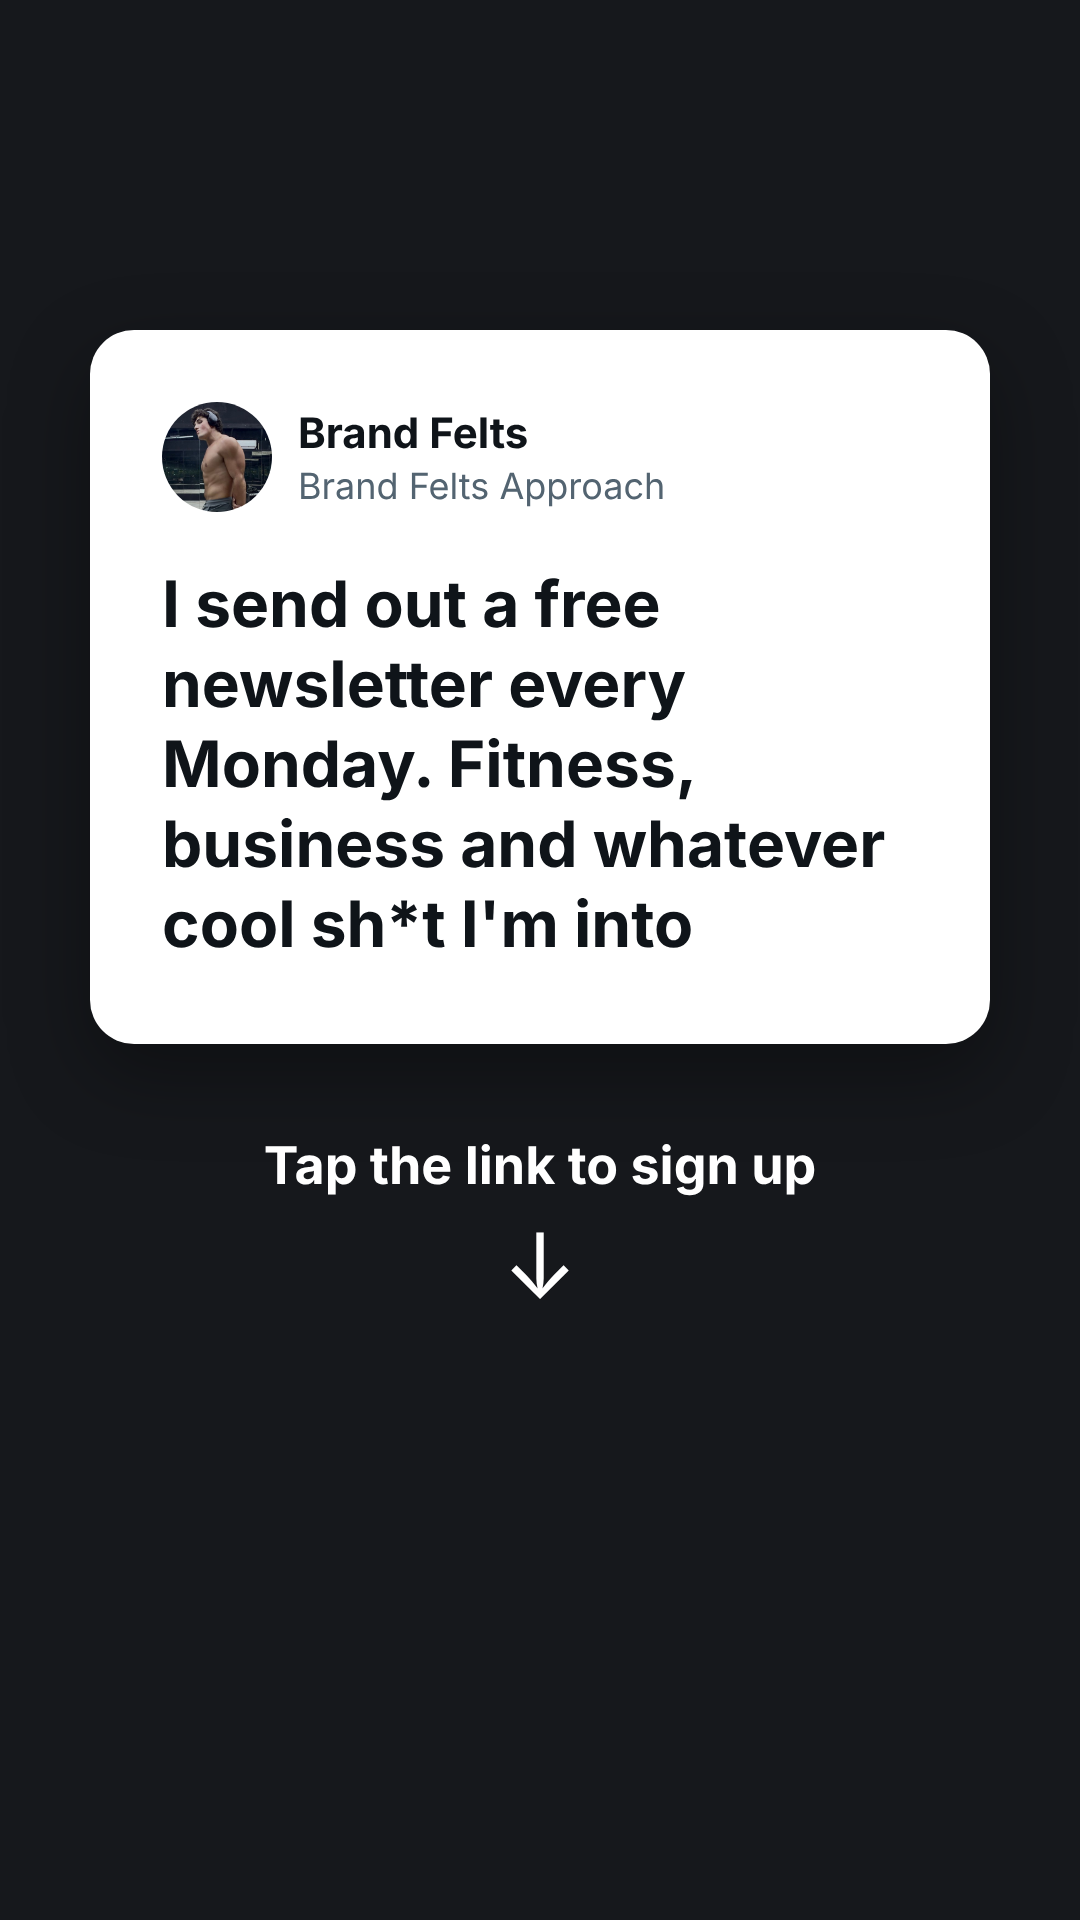 Brand Felts
Brand Felts Approach
I send out a free
newsletter every
Monday. Fitness,
business and whatever
cool sh*t I'm into
Tap the link to sign up